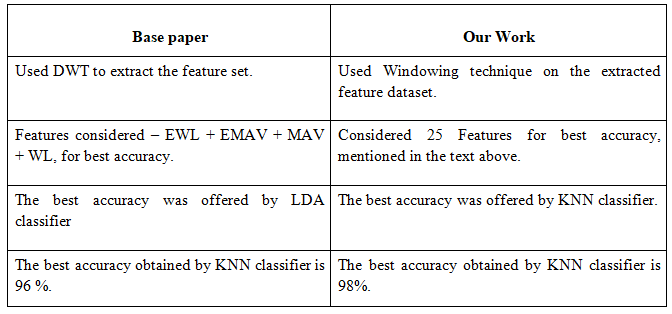 Base paper
Our Work
Used DWT to extract the feature set.
Used Windowing technique on the extracted
feature dataset.
Features considered – EWL + EMAV + MAV
+ WL, for best accuracy.
Considered 25 Features for best accuracy,
mentioned in the text above.
The best accuracy was offered by LDA
classifier
The best accuracy was offered by KNN classifier.
The best accuracy obtained by KNN classifier is
96 %.
The best accuracy obtained by KNN classifier is
98%.